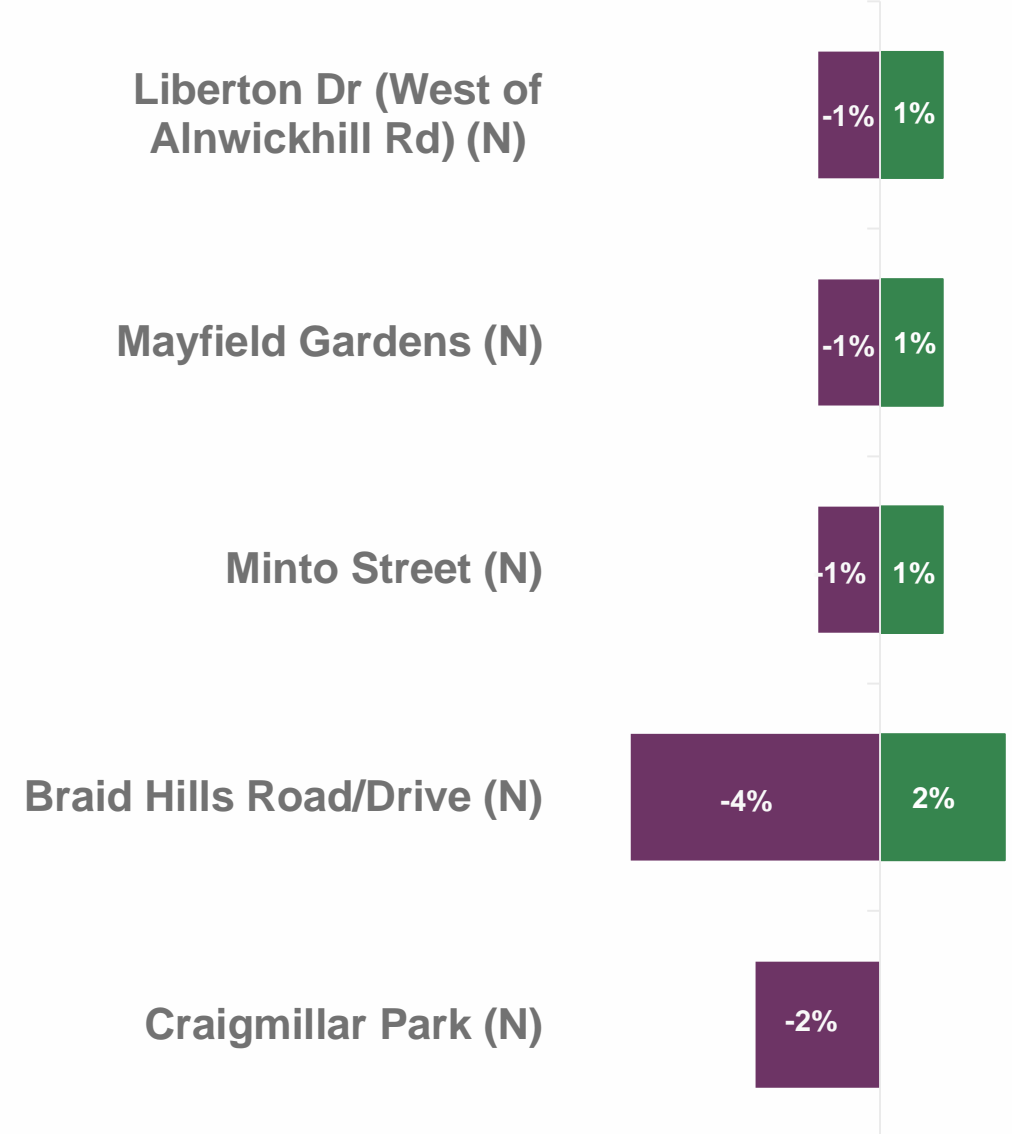 Liberton Dr (West of
Alnwickhill Rd) (N)
-1% 1%
Mayfield Gardens (N)
-1% 1%
Minto Street (N)
-1% 1%
Braid Hills Road/Drive (N)
-4% 2%
Craigmillar Park (N)
-2%